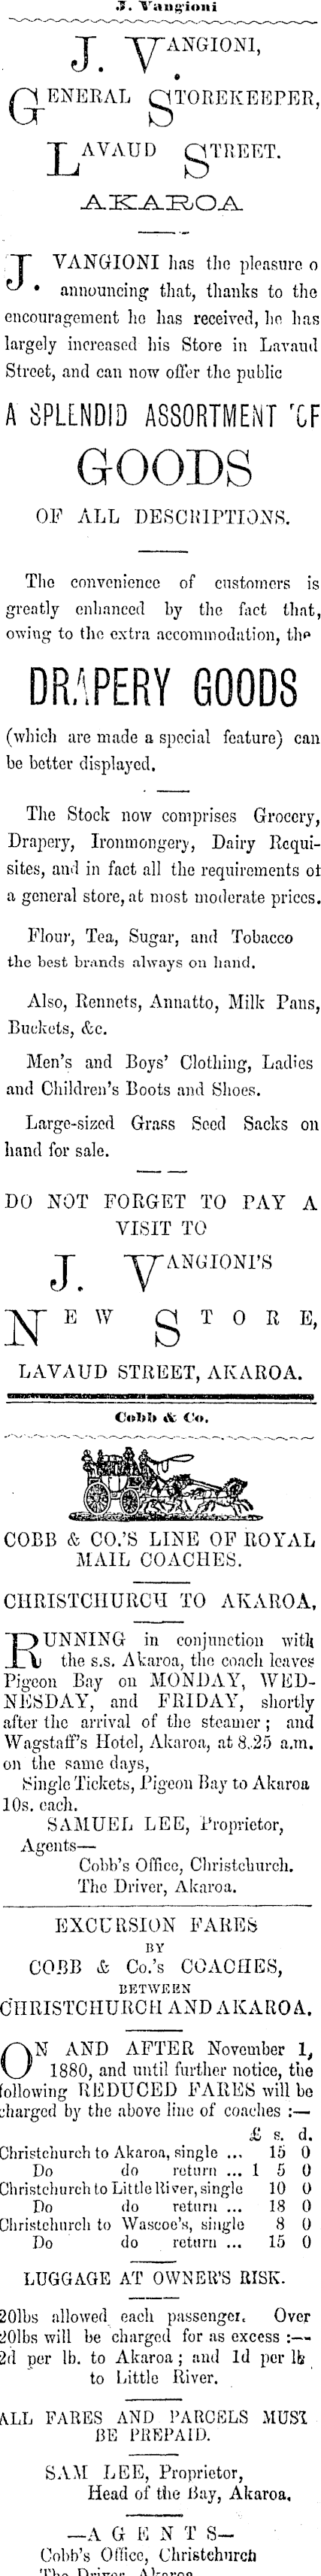 J. Vangioni
J. VANGIONI,
GENERAL STOREKEEPER,
LAVAUD STREET.
AKAROA
J. VANGIONI has the pleasure o
announcing that, thanks to the
encouragement he has received, he has
largely increased his Store in Lavaud
Street, and can now offer the public
A SPLENDID ASSORTMENT OF
GOODS
OF ALL DESCRIPTIONS.
The convenience of customers is
greatly enhanced by the fact that,
owing to the extra accommodation, the
DRAPERY GOODS
(which are made a special feature) can
be better displayed.
The Stock now comprises Grocery,
Drapery, Ironmongery, Dairy Requi-
sites, and in fact all the requirements of
a general store, at most moderate prices.
Flour, Tea, Sugar, and Tobacco
the best brands always on hand.
Also, Rennets, Annatto, Milk Pans,
Buckets, &c.
Men's and Boys' Clothing, Ladies
and Children's Boots and Shoes.
Large-sized Grass Seed Sacks on
hand for sale.
DO NOT FORGET TO PAY A
VISIT TO
J. VANGIONI'S
NEW STORE,
LAVAUD STREET, AKAROA.
Cobb & Co.
COBB & CO.'S LINE OF ROYAL
MAIL COACHES.
CHRISTCHURCH TO AKAROA,
RUNNING in conjunction with
the s.s. Akaroa, the coach leaves
Pigeon Bay on MONDAY, WED-
NESDAY, and FRIDAY, shortly
after the arrival of the steamer; and
Wagstaff's Hotel, Akaroa, at 8.25 a.m.
on the same days,
Single Tickets, Pigeon Bay to Akaroa
10s. each.
SAMUEL LEE, Proprietor,
Agents—
Cobb's Office, Christchurch.
The Driver, Akaroa.
EXCURSION FARES
BY
COBB & Co.'s COACHES,
BETWEEN
CHRISTCHURCH AND AKAROA.
ON AND AFTER November 1,
1880, and until further notice, the
following REDUCED FARES will be
charged by the above line of coaches :—
£ s. d.
Christchurch to Akaroa, single ... 15 0
Do do return ... 1 5 0
Christchurch to Little River, single 10 0
Do do return ... 18 0
Christchurch to Wascoe's, single 8 0
Do do return ... 15 0
LUGGAGE AT OWNER'S RISK.
20lbs allowed each passenger. Over
20lbs will be charged for as excess :—
2d per lb. to Akaroa; and 1d per lb
to Little River.
ALL FARES AND PARCELS MUST
BE PREPAID.
SAM LEE, Proprietor,
Head of the Bay, Akaroa.
—AGENTS—
Cobb's Office, Christchurch
The Driver, Akaroa